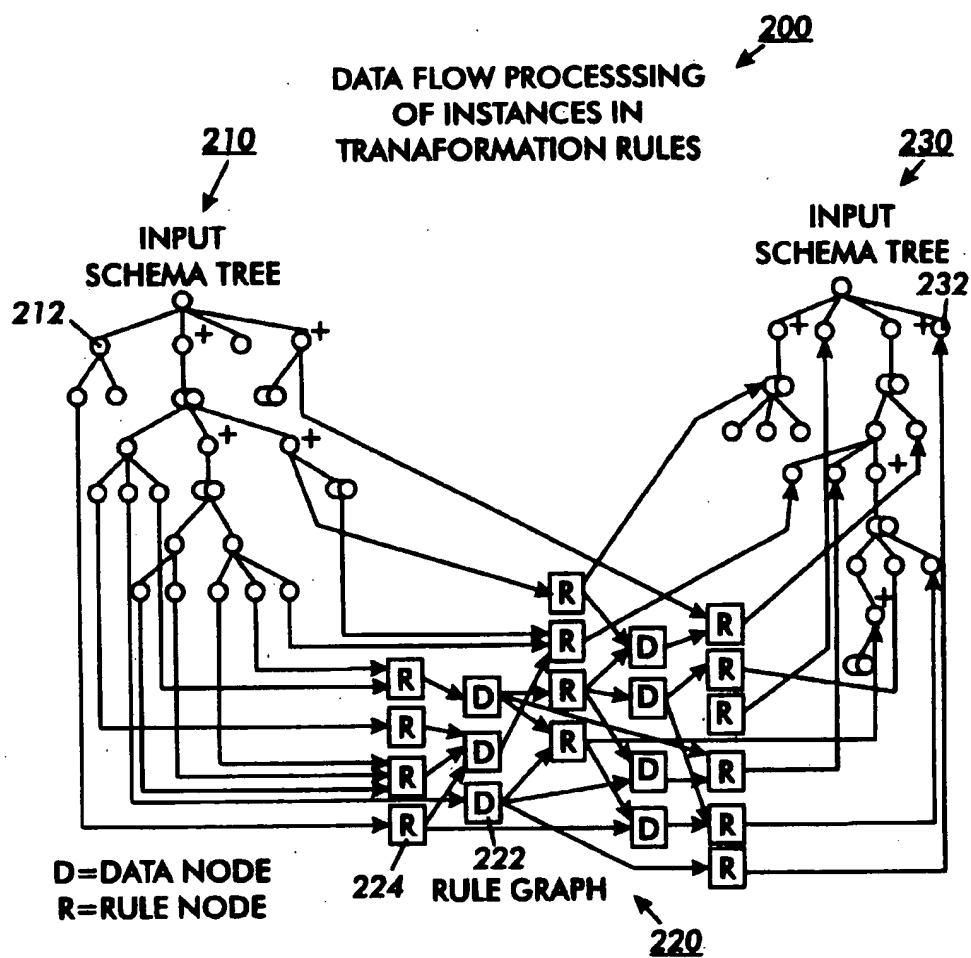 200
DATA FLOW PROCESSSING
OF INSTANCES IN
TRANAFORMATION RULES
210
230
INPUT
SCHEMA TREE
INPUT
SCHEMA TREE
212
232
+
+
+
+
+
+
+
+
R
R
R
R
R
R
R
R
R
R
R
R
R
R
D
D
D
D
D
D
D
222
224
RULE GRAPH
D=DATA NODE
R=RULE NODE
220